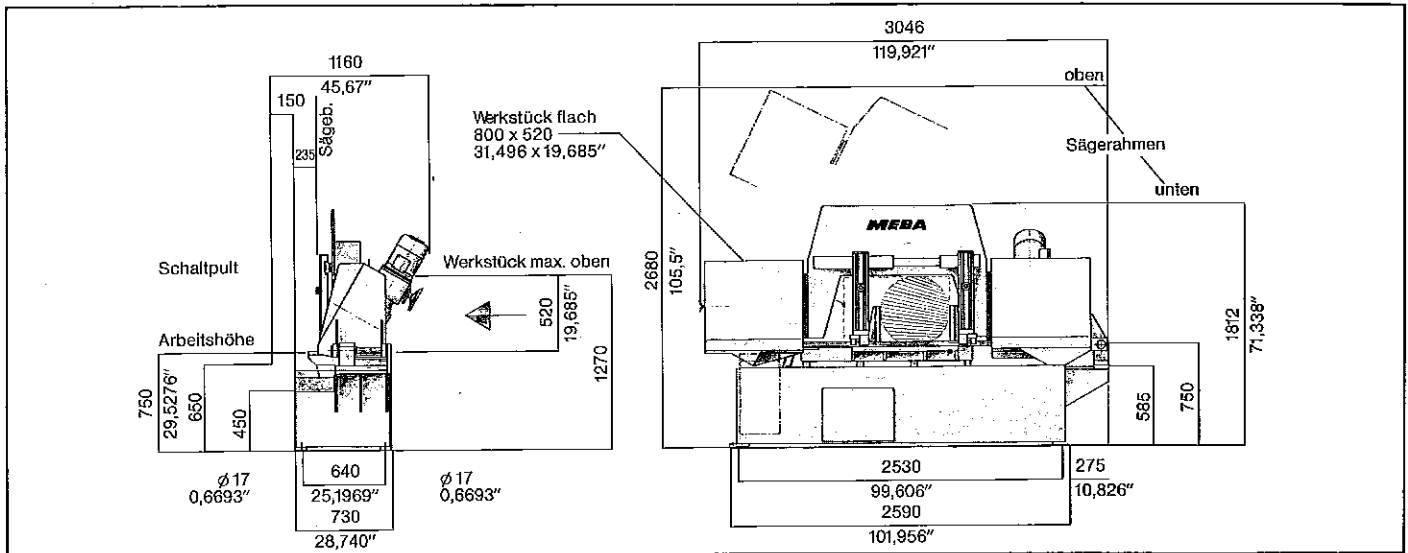 1160
45,67"
150
Sägeb.
235
Schaltpult
Werkstück max. oben
520
19,685"
1270
Arbeitshöhe
750
29,5276"
650
450
ϕ 17
0,6693"
640
25,1969"
ϕ 17
0,6693"
730
28,740"
3046
119,921"
oben
Werkstück flach
800 x 520
31,496 x 19,685"
Sägerahmen
unten
MEBA
2680
105,5"
1812
71,338"
585
750
2530
99,606"
275
10,826"
2590
101,956"